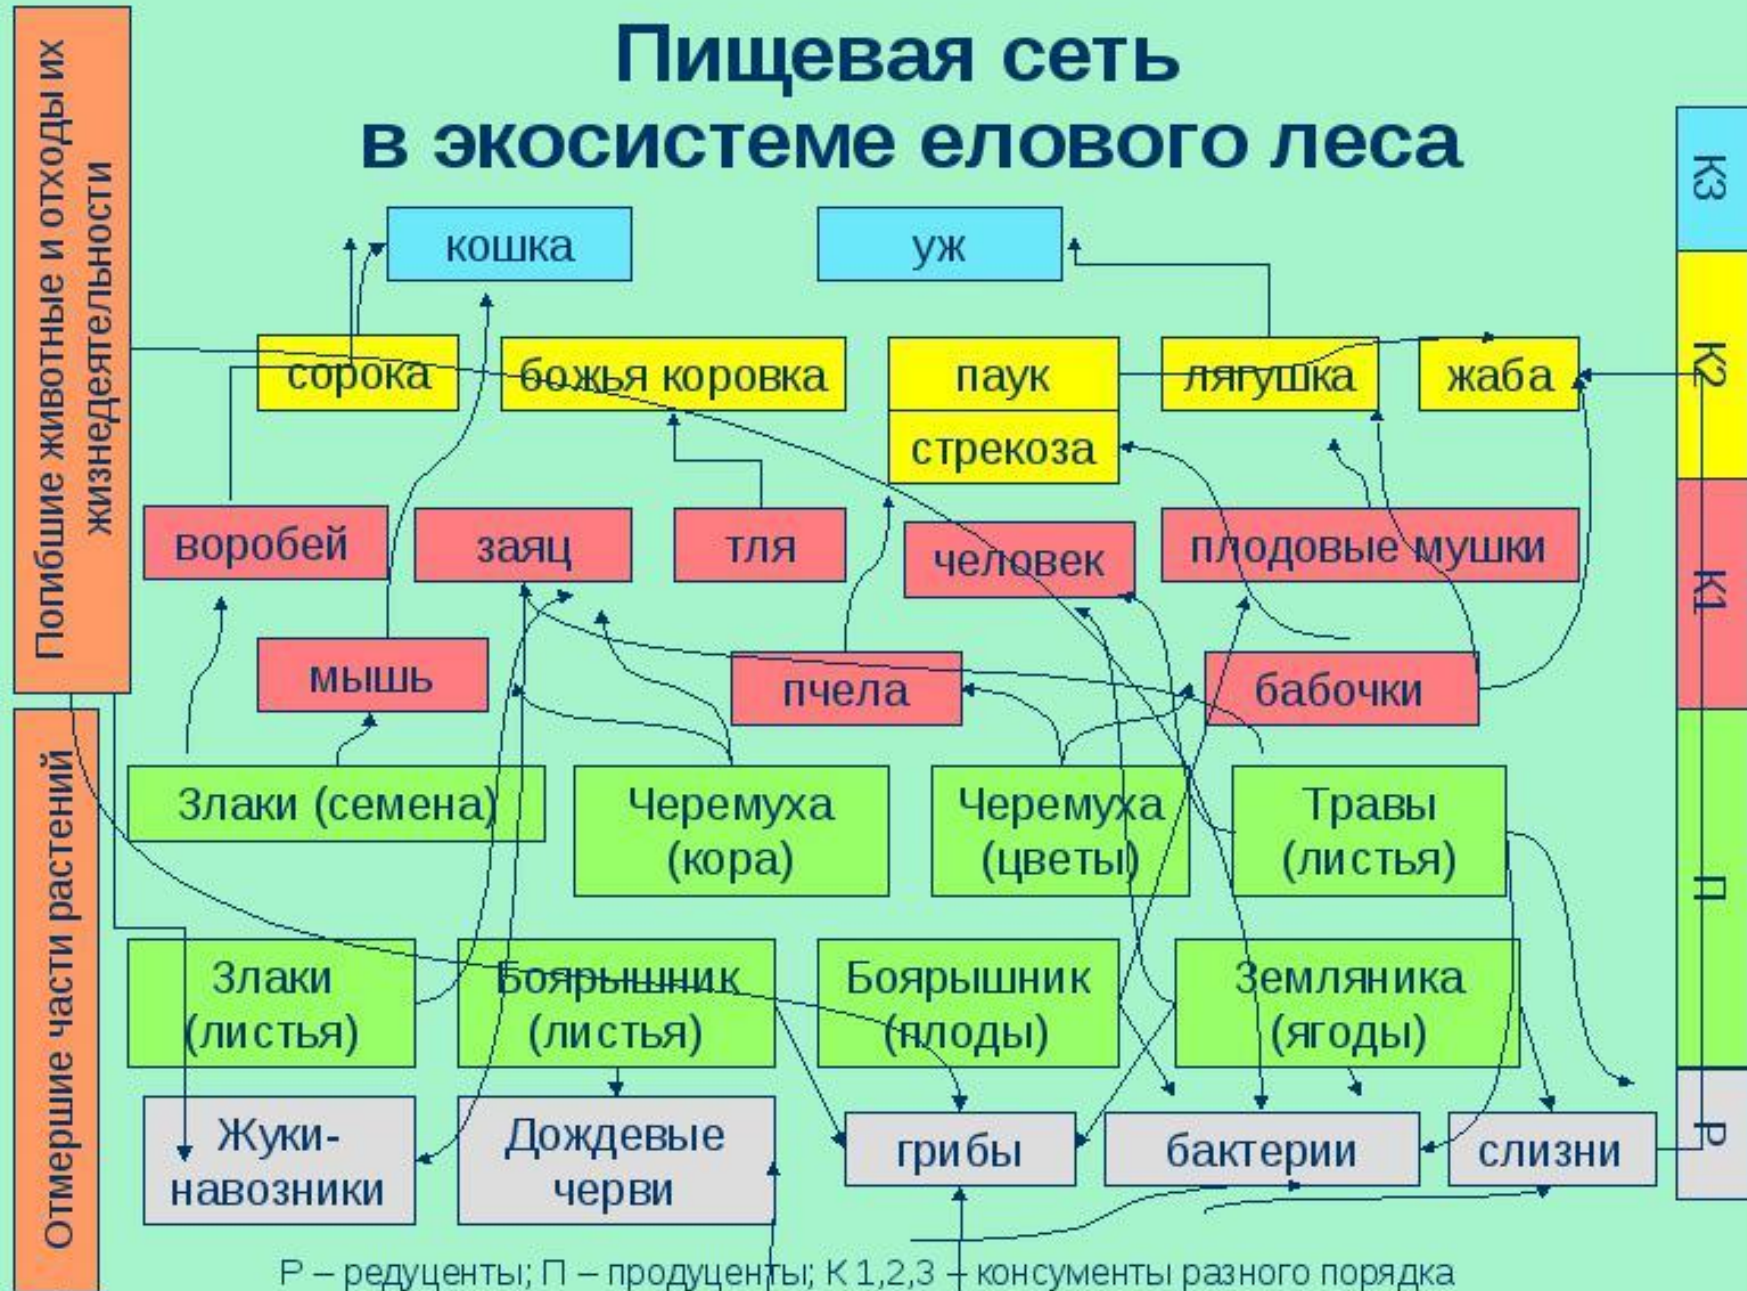 Пищевая сеть
в экосистеме елового леса
Погибшие животные и отходы их
жизнедеятельности
Отмершие части растений
К3
К2
К1
П
Р
кошка
уж
сорока
божья коровка
паук
лягушка
жаба
стрекоза
воробей
заяц
тля
человек
плодовые мушки
мышь
пчела
бабочки
Злаки (семена)
Черемуха
(кора)
Черемуха
(цветы)
Травы
(листья)
Злаки
(листья)
Боярышник
(листья)
Боярышник
(плоды)
Земляника
(ягоды)
Жуки-
навозники
Дождевые
черви
грибы
бактерии
слизни
Р – редуценты; П – продуценты; К 1,2,3 – консументы разного порядка